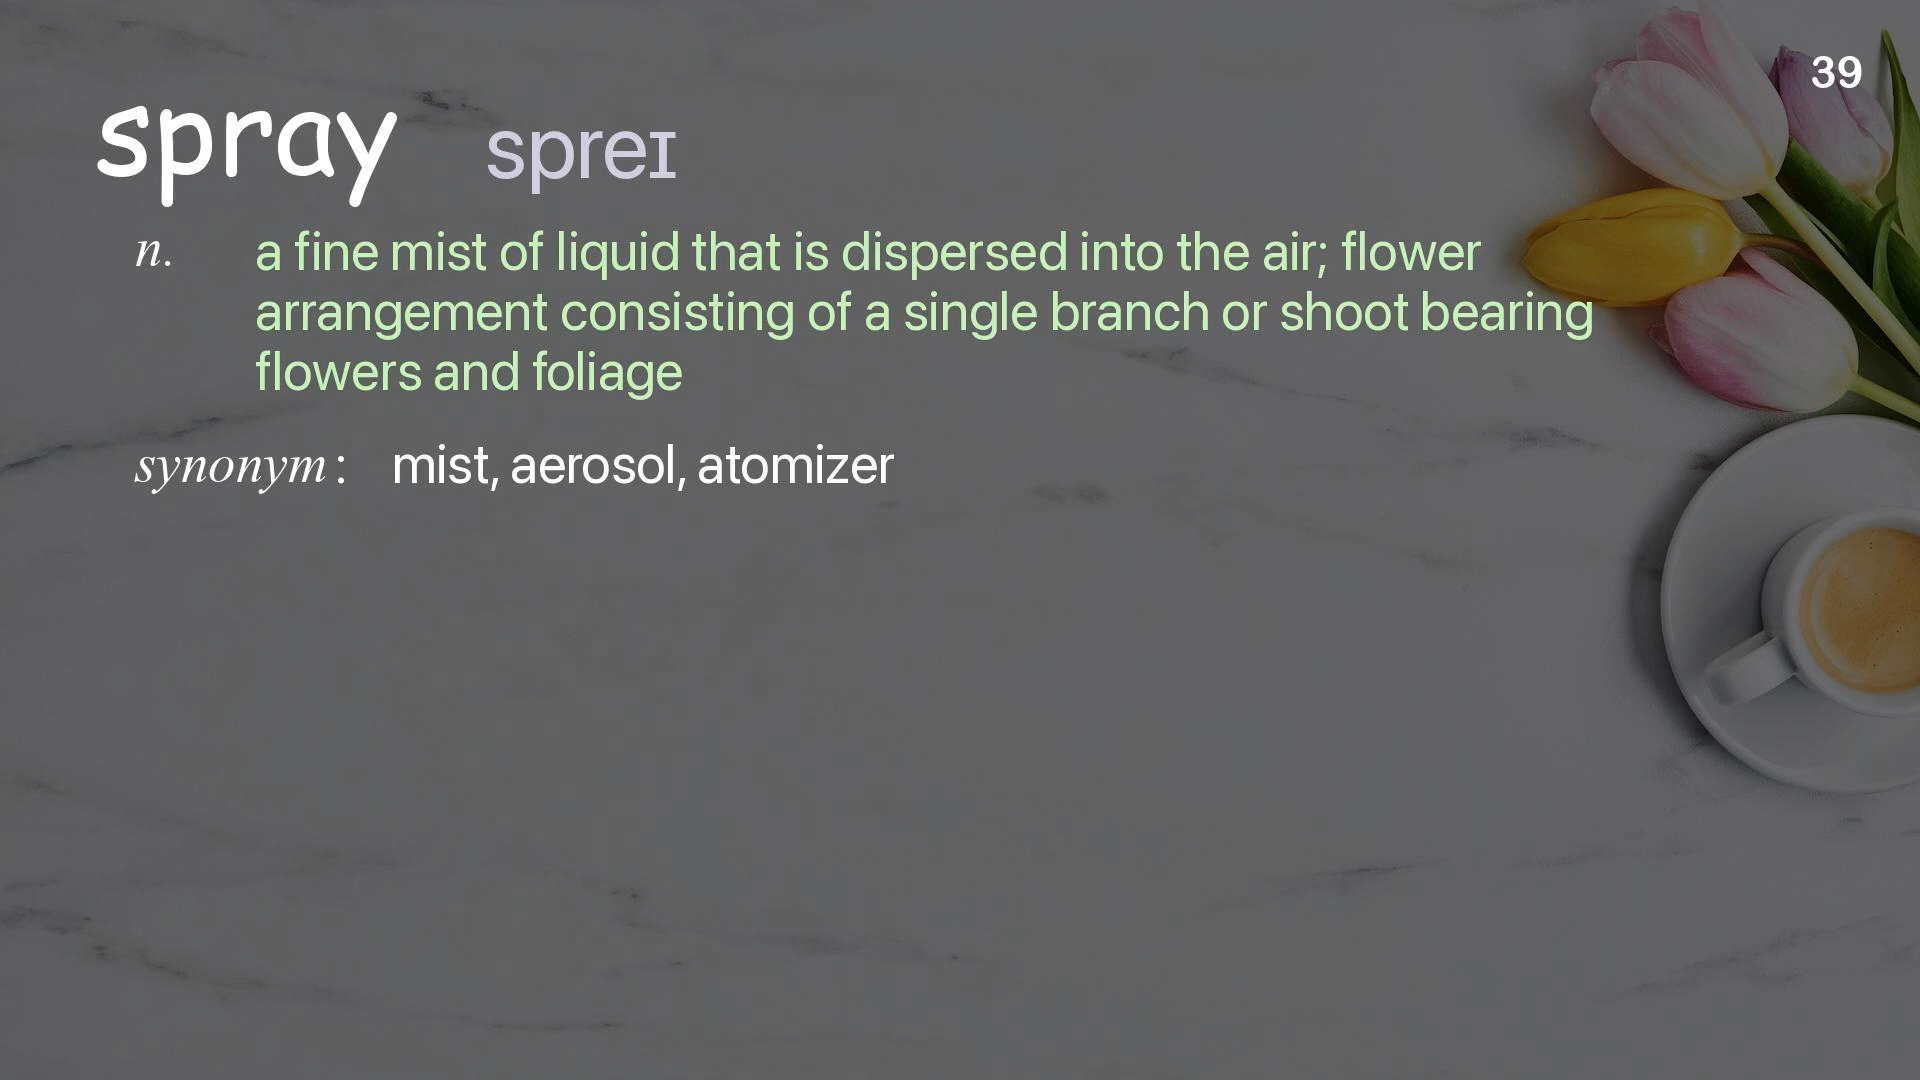 39
spray spreɪ
n. a fine mist of liquid that is dispersed into the air; flower
arrangement consisting of a single branch or shoot bearing
flowers and foliage
synonym : mist, aerosol, atomizer